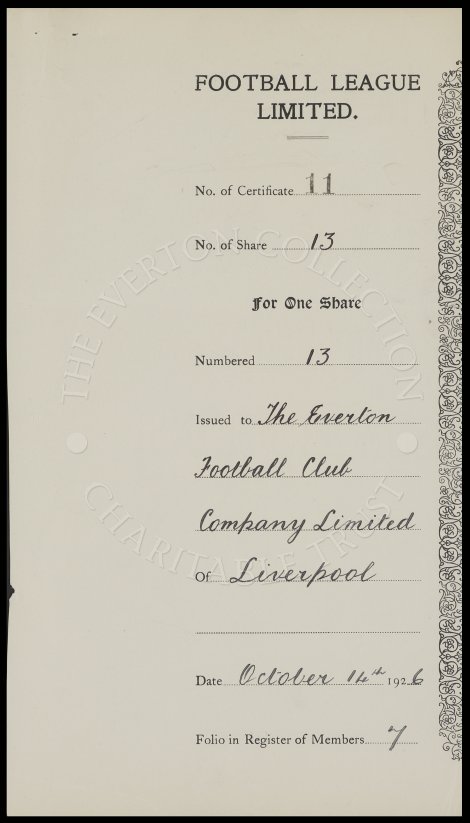 FOOTBALL LEAGUE
LIMITED.
No. of Certificate 11
No. of Share 13
For One Share
Numbered 13
Issued to The Everton
Football Club
Company Limited
Of Liverpool
Date October 14th 1926
Folio in Register of Members 7
THE EVERTON COLLECTION
CHARITABLE TRUST